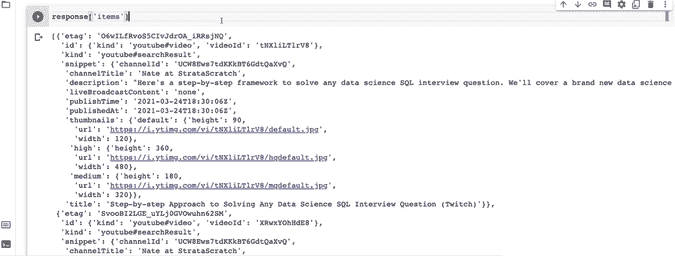 response['items']
[{'etag': 'O6wILfRvoS5CIvJdrOA_iRRsjNQ',
'id': {'kind': 'youtube#video', 'videoId': 'tNXliLTlrV8'},
'kind': 'youtube#searchResult',
'snippet': {'channelId': 'UCW8Ews7tdKKkBT6GdtQaXvQ',
'channelTitle': 'Nate at StrataScratch',
'description': "Here's a step-by-step framework to solve any data science SQL interview question. We'll cover a brand new data science
'liveBroadcastContent': 'none',
'publishTime': '2021-03-24T18:30:06Z',
'publishedAt': '2021-03-24T18:30:06Z',
'thumbnails': {'default': {'height': 90,
'url': 'https://i.ytimg.com/vi/tNXliLTlrV8/default.jpg',
'width': 120},
'high': {'height': 360,
'url': 'https://i.ytimg.com/vi/tNXliLTlrV8/hqdefault.jpg',
'width': 480},
'medium': {'height': 180,
'url': 'https://i.ytimg.com/vi/tNXliLTlrV8/mqdefault.jpg',
'width': 320}},
'title': 'Step-by-step Approach to Solving Any Data Science SQL Interview Question (Twitch)'}},
{'etag': 'SvooBI2LGE_uYLj0GVOwuhn62SM',
'id': {'kind': 'youtube#video', 'videoId': 'XRwxYOhHdE8'},
'kind': 'youtube#searchResult',
'snippet': {'channelId': 'UCW8Ews7tdKKkBT6GdtQaXvQ',
'channelTitle': 'Nate at StrataScratch',